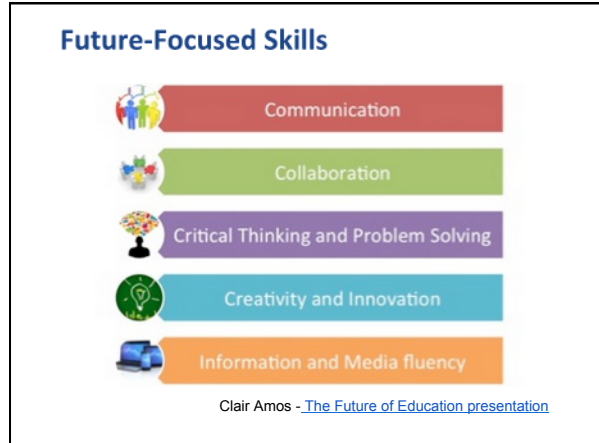 Future-Focused Skills
Communication
Collaboration
Critical Thinking and Problem Solving
Creativity and Innovation
Information and Media fluency
Clair Amos - The Future of Education presentation